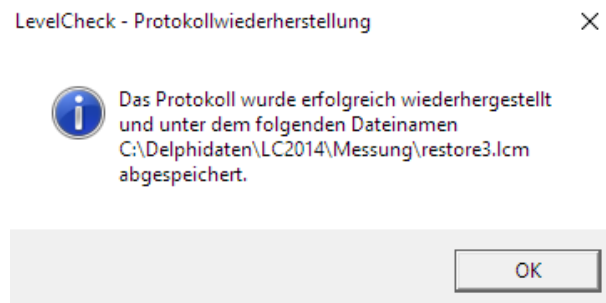 LevelCheck - Protokollwiederherstellung
Das Protokoll wurde erfolgreich wiederhergestellt
und unter dem folgenden Dateinamen
C:\Delphidaten\LC2014\Messung\restore3.lcm
abgespeichert.
OK